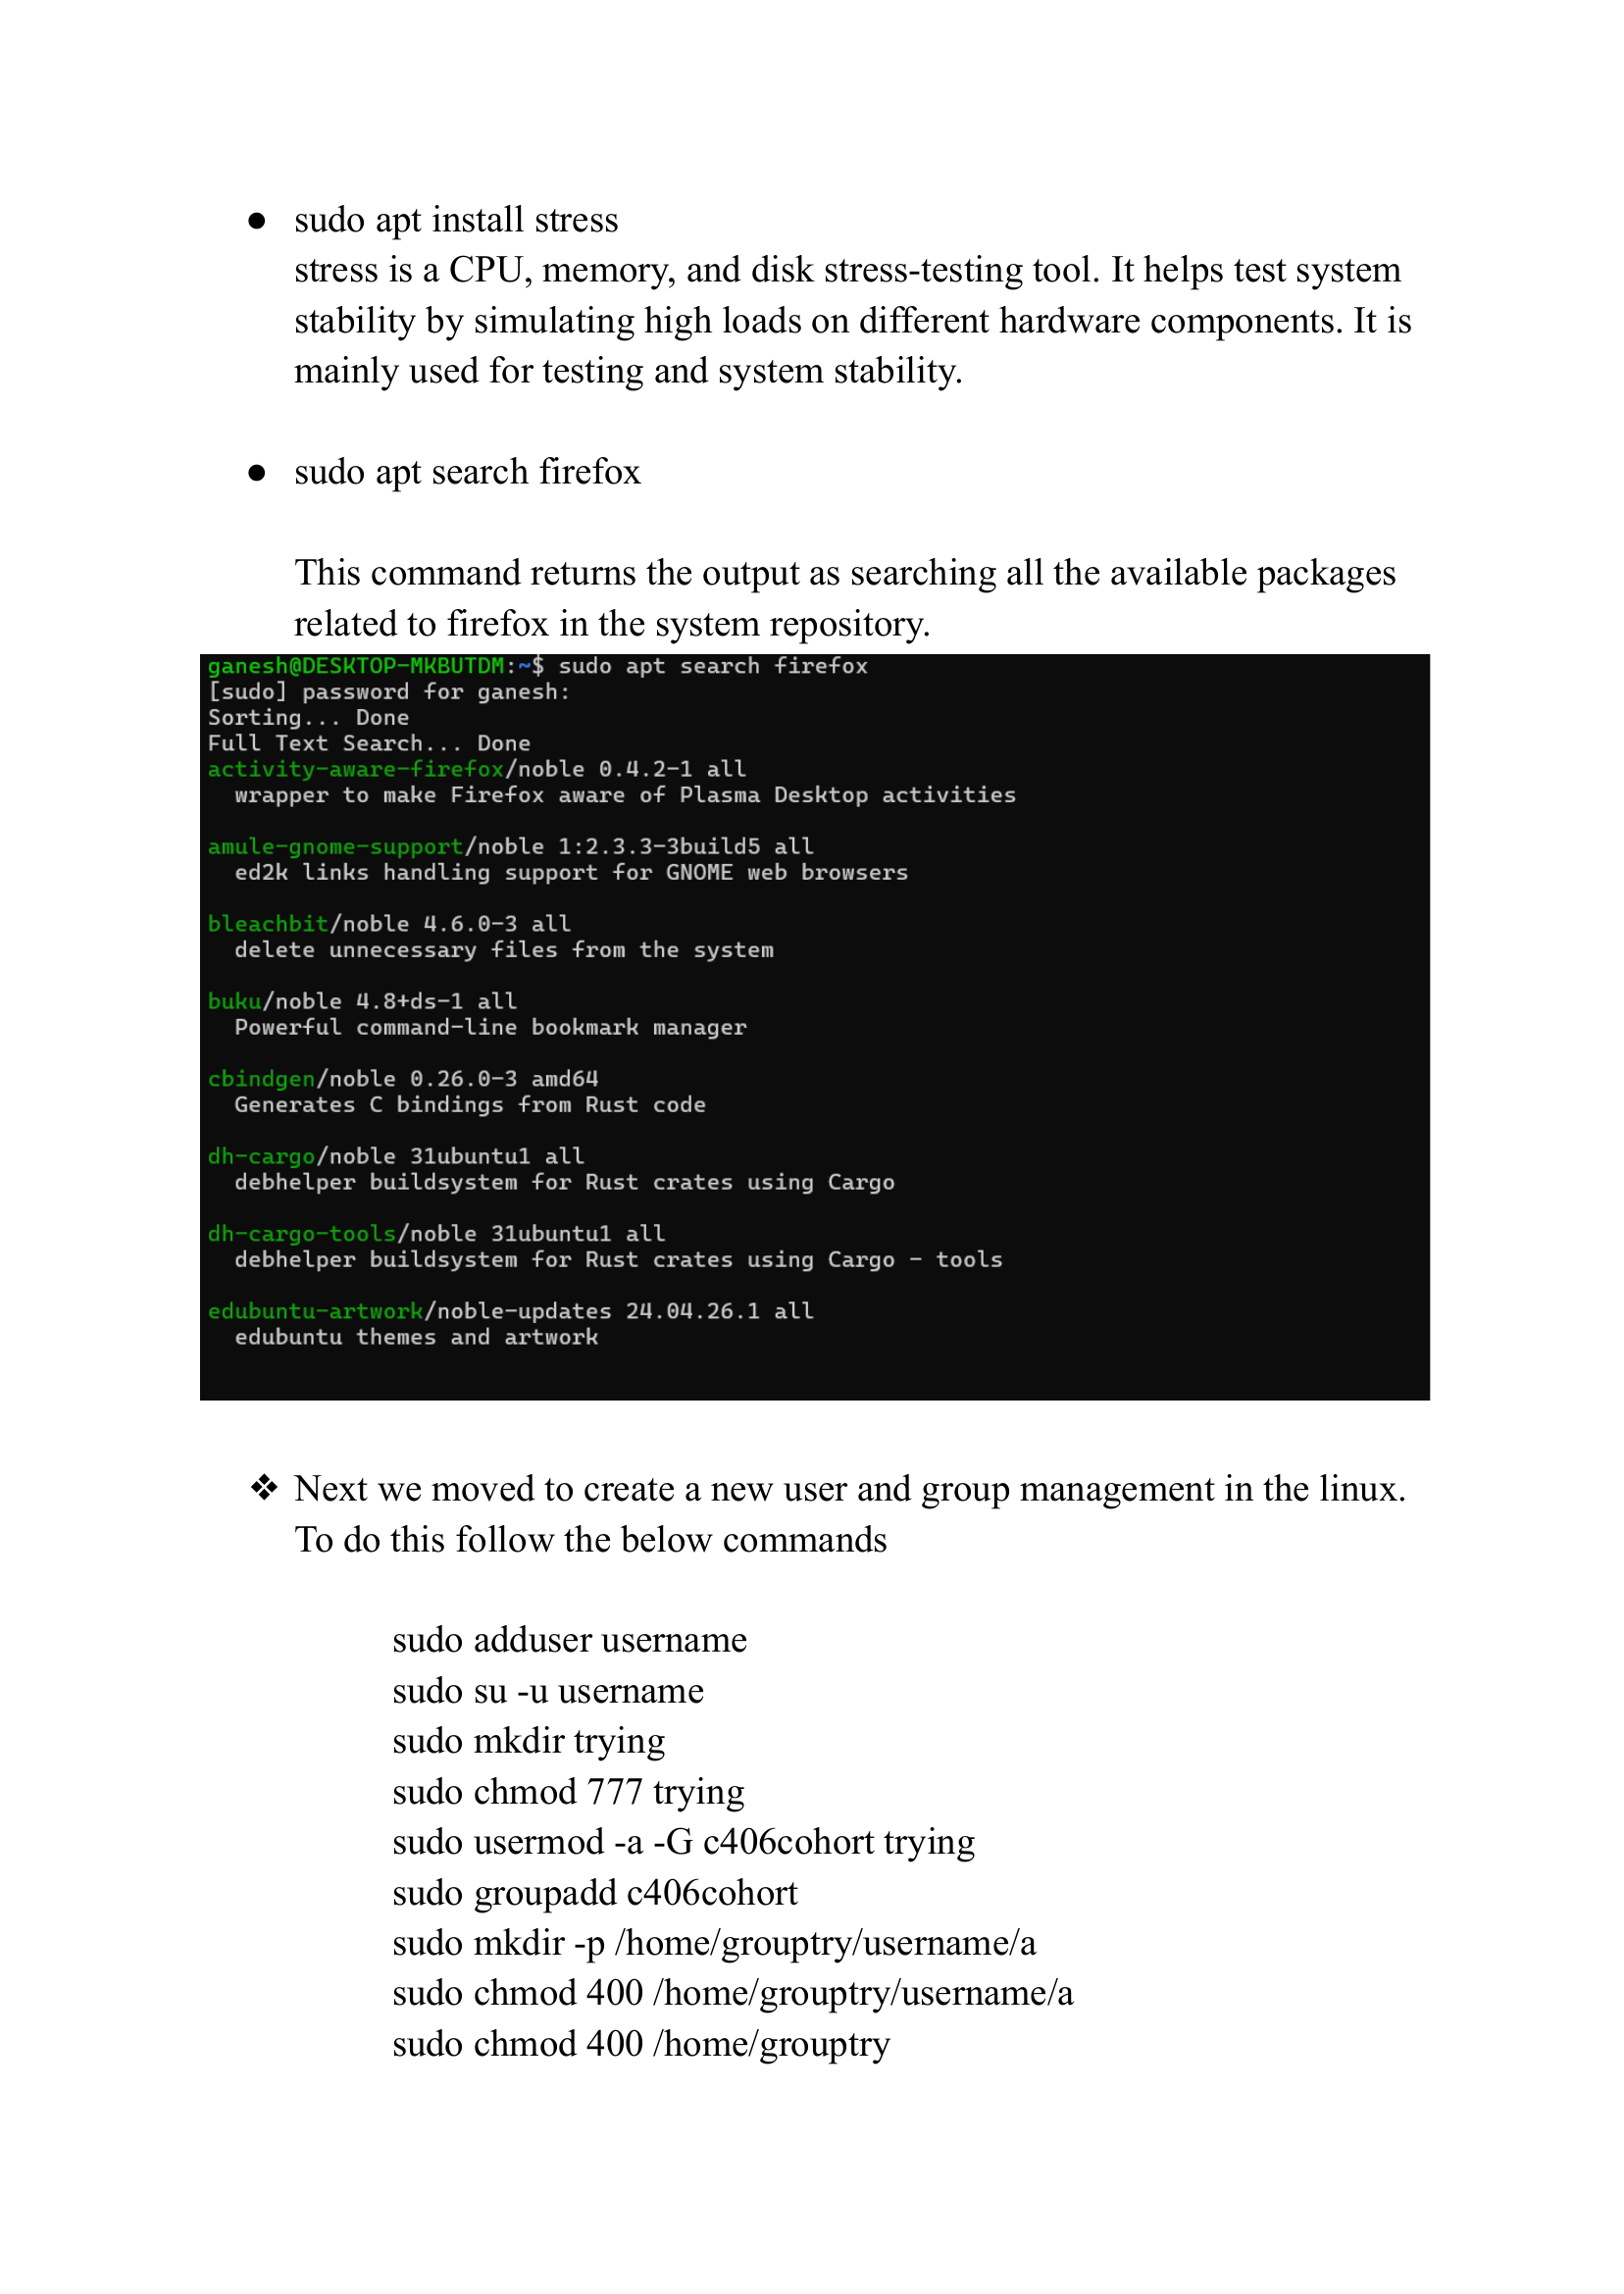 ● sudo apt install stress
stress is a CPU, memory, and disk stress-testing tool. It helps test system
stability by simulating high loads on different hardware components. It is
mainly used for testing and system stability.
● sudo apt search firefox
This command returns the output as searching all the available packages
related to firefox in the system repository.
ganesh@DESKTOP-MKBUTDM:~$ sudo apt search firefox
[sudo] password for ganesh:
Sorting... Done
Full Text Search... Done
activity-aware-firefox/noble 0.4.2-1 all
  wrapper to make Firefox aware of Plasma Desktop activities
amule-gnome-support/noble 1:2.3.3-3build5 all
  ed2k links handling support for GNOME web browsers
bleachbit/noble 4.6.0-3 all
  delete unnecessary files from the system
buku/noble 4.8+ds-1 all
  Powerful command-line bookmark manager
cbindgen/noble 0.26.0-3 amd64
  Generates C bindings from Rust code
dh-cargo/noble 31ubuntu1 all
  debhelper buildsystem for Rust crates using Cargo
dh-cargo-tools/noble 31ubuntu1 all
  debhelper buildsystem for Rust crates using Cargo - tools
edubuntu-artwork/noble-updates 24.04.26.1 all
  edubuntu themes and artwork
❖ Next we moved to create a new user and group management in the linux.
To do this follow the below commands
sudo adduser username
sudo su -u username
sudo mkdir trying
sudo chmod 777 trying
sudo usermod -a -G c406cohort trying
sudo groupadd c406cohort
sudo mkdir -p /home/grouptry/username/a
sudo chmod 400 /home/grouptry/username/a
sudo chmod 400 /home/grouptry